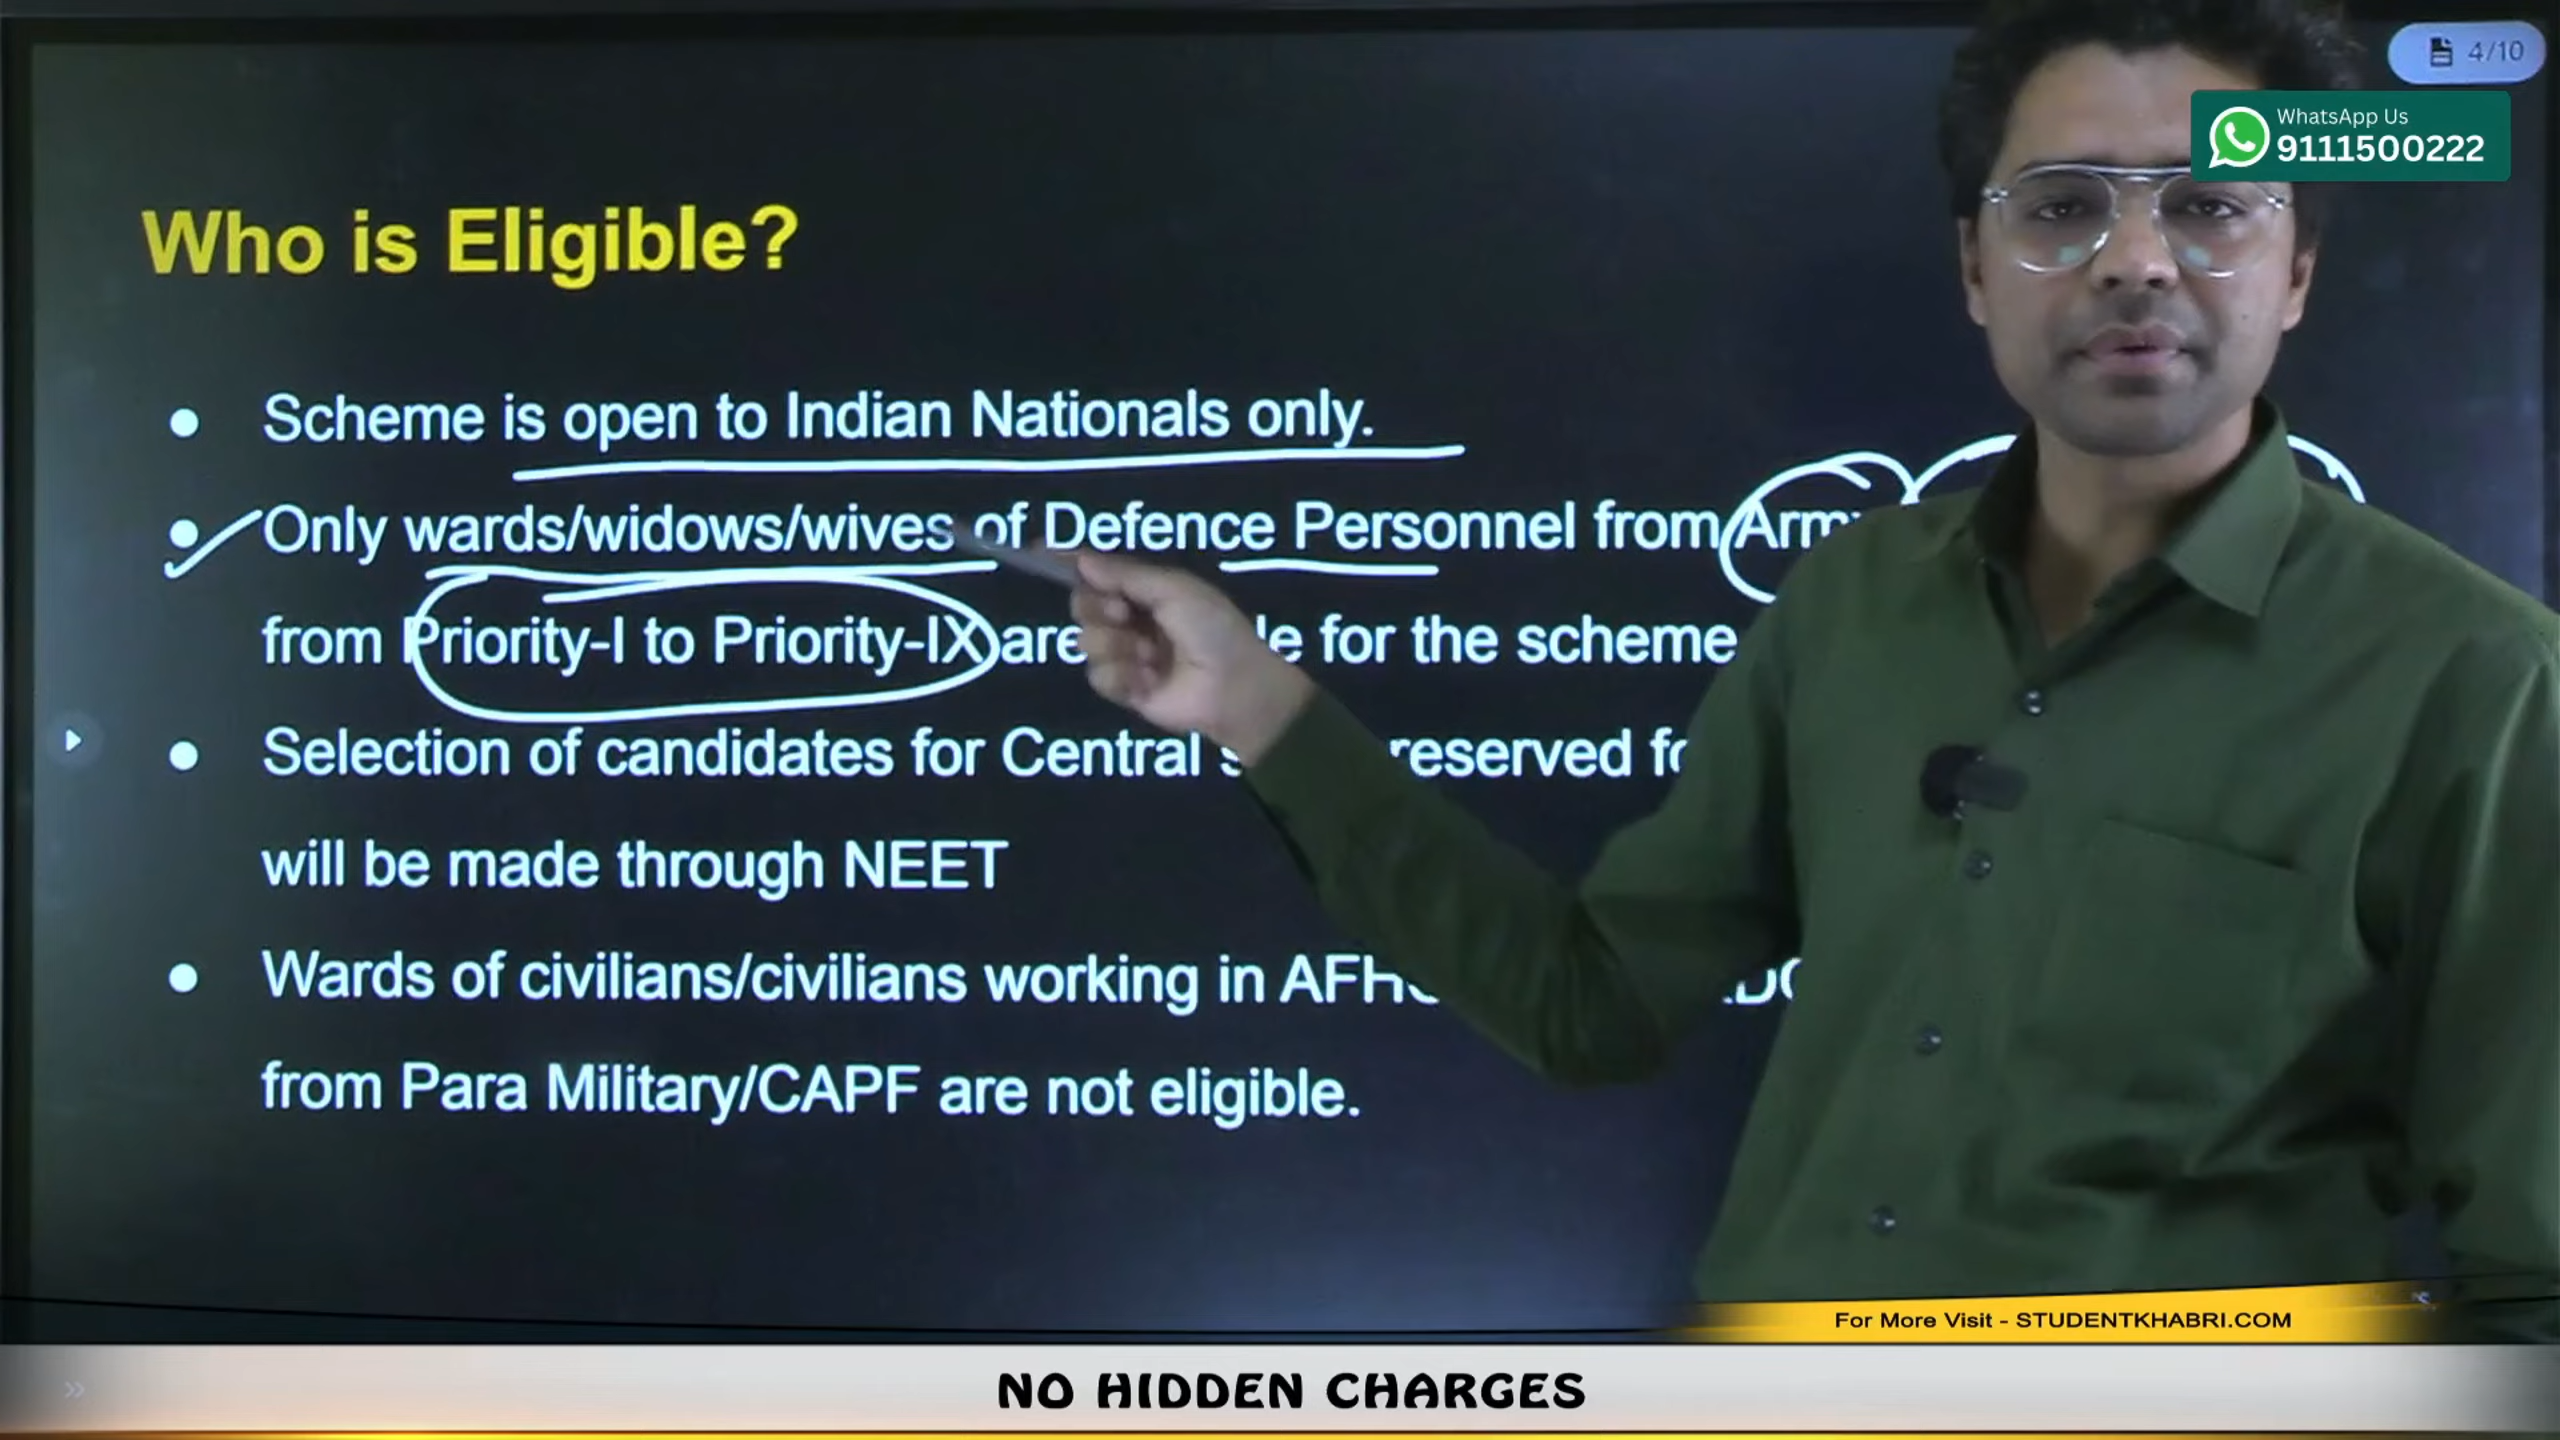 4/10
WhatsApp Us
9111500222
Who is Eligible?
Scheme is open to Indian Nationals only.
Only wards/widows/wives of Defence Personnel from
from Priority-I to Priority-IX are for the scheme
Selection of candidates for Central reserved
will be made through NEET
Wards of civilians/civilians working in
from Para Military/CAPF are not eligible.
For More Visit - STUDENTKHABRI.COM
NO HIDDEN CHARGES